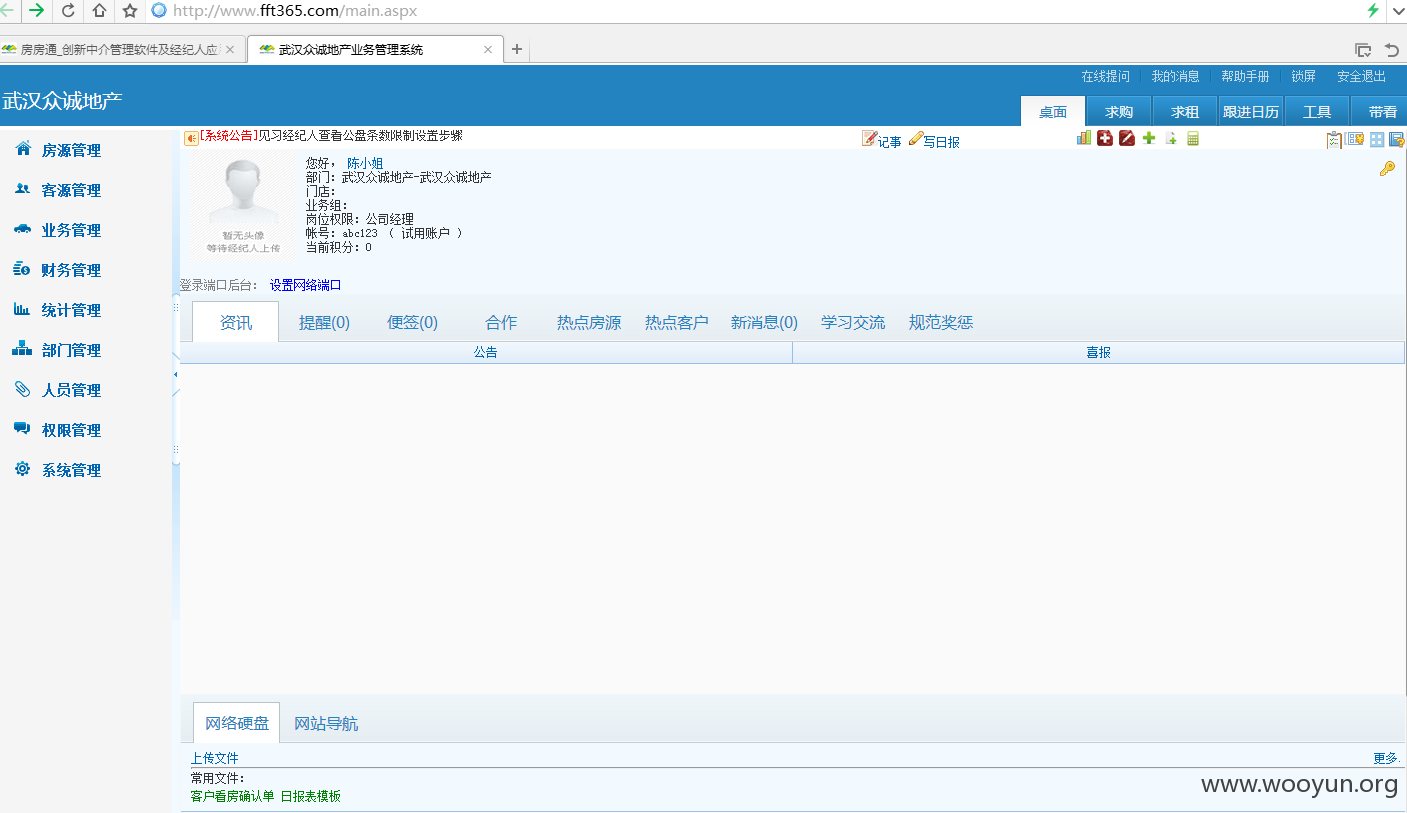 http://www.fft365.com/main.aspx
房房通_创新中介管理软件及经纪人应
武汉众诚地产业务管理系统
在线提问 我的消息 帮助手册 锁屏 安全退出
武汉众诚地产
桌面 求购 求租 跟进日历 工具 带看
[系统公告]见习经纪人查看公盘条数限制设置步骤
记事 写日报
房源管理
客源管理
业务管理
财务管理
统计管理
部门管理
人员管理
权限管理
系统管理
暂无头像
等待经纪人上传
您好， 陈小姐
部门：武汉众诚地产-武汉众诚地产
门店：
业务组：
岗位权限：公司经理
帐号：abc123 （ 试用账户 ）
当前积分：0
登录端口后台： 设置网络端口
资讯 提醒(0) 便签(0) 合作 热点房源 热点客户 新消息(0) 学习交流 规范奖惩
公告 喜报
网络硬盘 网站导航
上传文件 更多.
常用文件：
客户看房确认单 日报表模板
www.wooyun.org